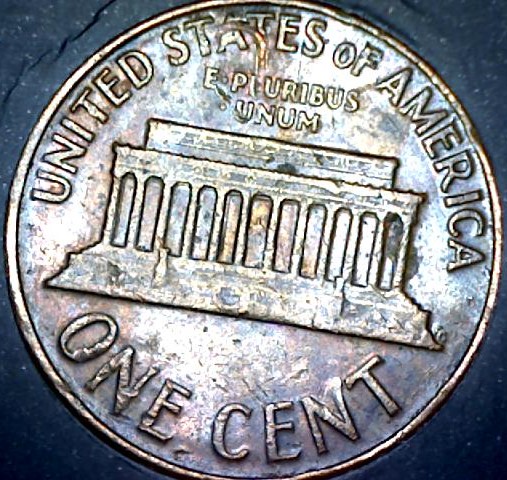 UNITED STATES OF AMERICA
E PLURIBUS
UNUM
ONE CENT